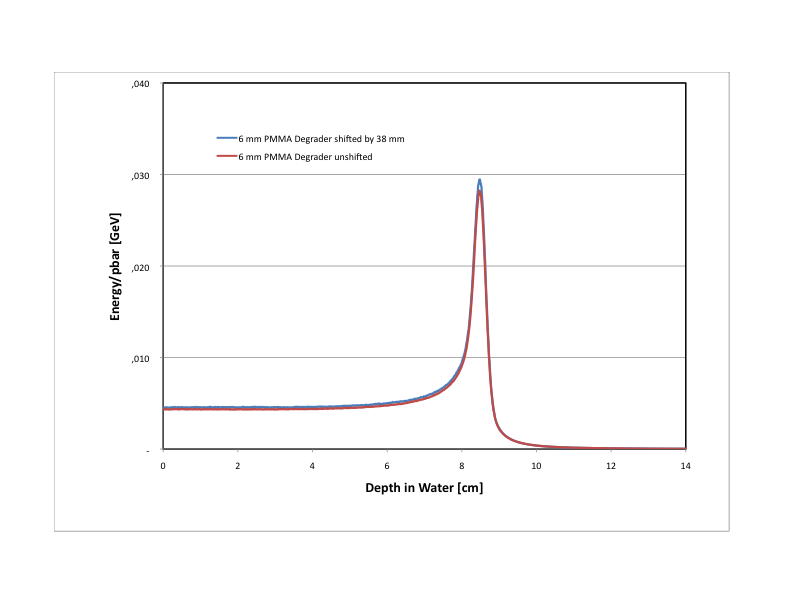 ,040
6 mm PMMA Degrader shifted by 38 mm
6 mm PMMA Degrader unshifted
,030
Energy/pbar [GeV]
,020
,010
-
0 2 4 6 8 10 12 14
Depth in Water [cm]